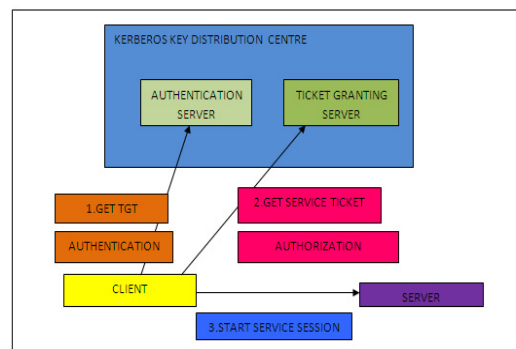 KERBEROS KEY DISTRIBUTION CENTRE
AUTHENTICATION
SERVER
TICKET GRANTING
SERVER
1.GET TGT
2.GET SERVICE TICKET
AUTHENTICATION
AUTHORIZATION
CLIENT
SERVER
3.START SERVICE SESSION